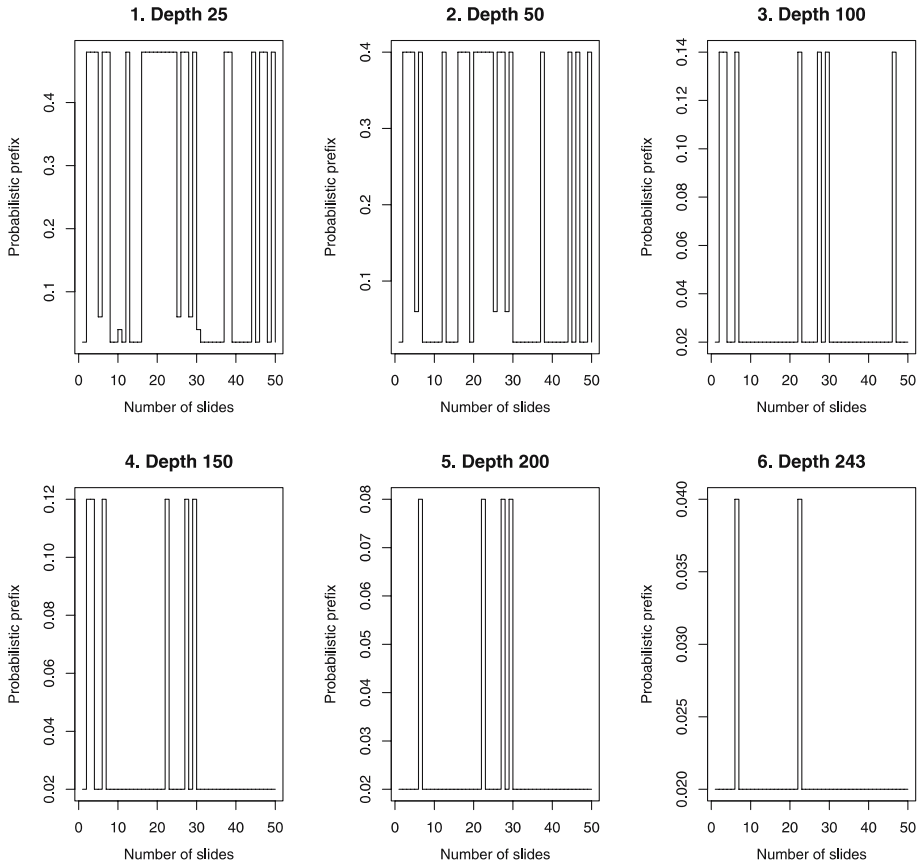 1. Depth 25
2. Depth 50
3. Depth 100
Probabilistic prefix
0.1 0.2 0.3 0.4
Probabilistic prefix
0.1 0.2 0.3 0.4
Probabilistic prefix
0.02 0.04 0.06 0.08 0.10 0.12 0.14
0 10 20 30 40 50
0 10 20 30 40 50
0 10 20 30 40 50
Number of slides
Number of slides
Number of slides
4. Depth 150
5. Depth 200
6. Depth 243
Probabilistic prefix
0.02 0.04 0.06 0.08 0.10 0.12
Probabilistic prefix
0.02 0.03 0.04 0.05 0.06 0.07 0.08
Probabilistic prefix
0.020 0.025 0.030 0.035 0.040
0 10 20 30 40 50
0 10 20 30 40 50
0 10 20 30 40 50
Number of slides
Number of slides
Number of slides